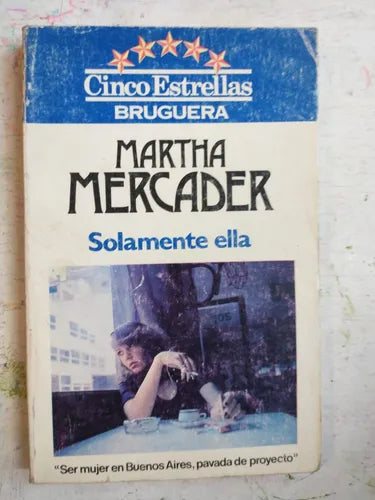 Cinco Estrellas
BRUGUERA
MARTHA
MERCADER
Solamente ella
"Ser mujer en Buenos Aires, pavada de proyecto"